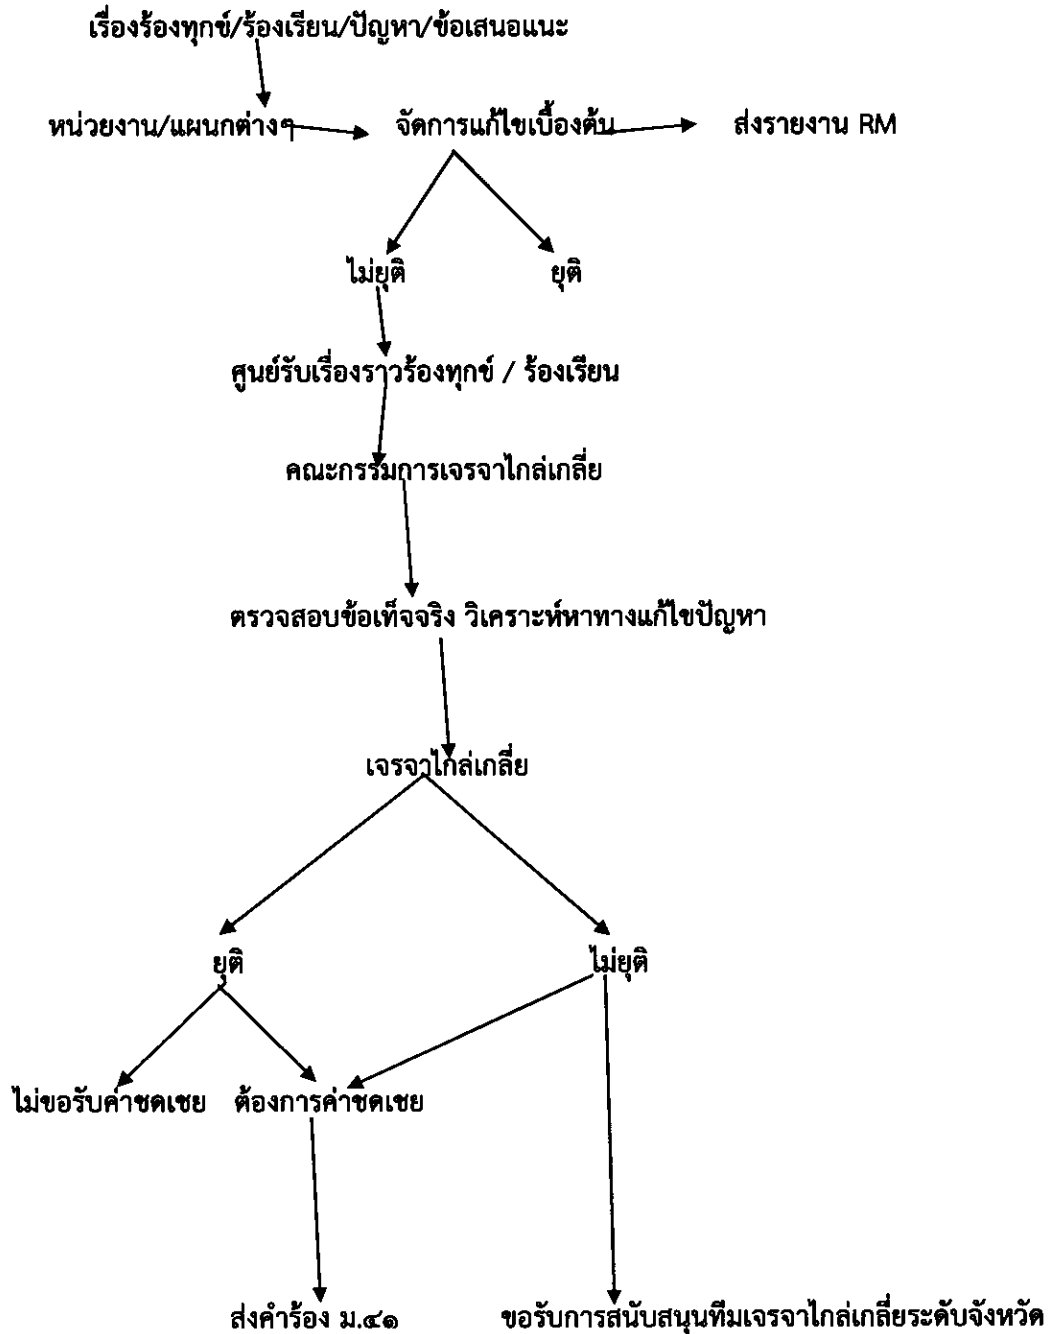 เรื่องร้องทุกข์/ร้องเรียน/ปัญหา/ข้อเสนอแนะ
หน่วยงาน/แผนกต่างๆ จัดการแก้ไขเบื้องต้น ส่งรายงาน RM
ไม่ยุติ ยุติ
ศูนย์รับเรื่องราวร้องทุกข์ / ร้องเรียน
คณะกรรมการเจรจาไกล่เกลี่ย
ตรวจสอบข้อเท็จจริง วิเคราะห์หาทางแก้ไขปัญหา
เจรจาไกล่เกลี่ย
ยุติ ไม่ยุติ
ไม่ขอรับค่าชดเชย ต้องการค่าชดเชย
ส่งคำร้อง ม.๔๑ ขอรับการสนับสนุนทีมเจรจาไกล่เกลี่ยระดับจังหวัด